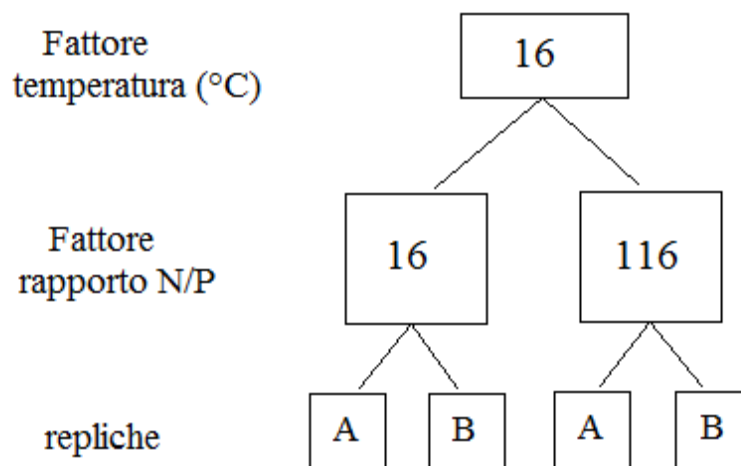 Fattore
temperatura (°C)
16
Fattore
rapporto N/P
16
116
repliche
A
B
A
B